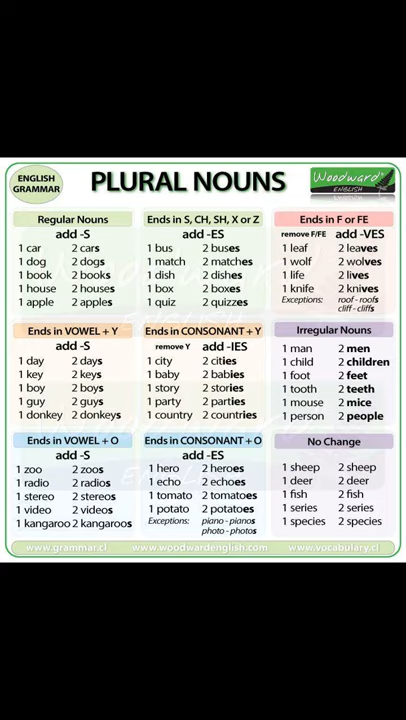 ENGLISH
GRAMMAR
PLURAL NOUNS
Woodward®
ENGLISH
Regular Nouns
add -S
1 car 2 cars
1 dog 2 dogs
1 book 2 books
1 house 2 houses
1 apple 2 apples
Ends in S, CH, SH, X or Z
add -ES
1 bus 2 buses
1 match 2 matches
1 dish 2 dishes
1 box 2 boxes
1 quiz 2 quizzes
Ends in F or FE
remove F/FE add -VES
1 leaf 2 leaves
1 wolf 2 wolves
1 life 2 lives
1 knife 2 knives
Exceptions: roof - roofs
cliff - cliffs
Ends in VOWEL + Y
add -S
1 day 2 days
1 key 2 keys
1 boy 2 boys
1 guy 2 guys
1 donkey 2 donkeys
Ends in CONSONANT + Y
remove Y add -IES
1 city 2 cities
1 baby 2 babies
1 story 2 stories
1 party 2 parties
1 country 2 countries
Irregular Nouns
1 man 2 men
1 child 2 children
1 foot 2 feet
1 tooth 2 teeth
1 mouse 2 mice
1 person 2 people
Ends in VOWEL + O
add -S
1 zoo 2 zoos
1 radio 2 radios
1 stereo 2 stereos
1 video 2 videos
1 kangaroo 2 kangaroos
Ends in CONSONANT + O
add -ES
1 hero 2 heroes
1 echo 2 echoes
1 tomato 2 tomatoes
1 potato 2 potatoes
Exceptions: piano - pianos
photo - photos
No Change
1 sheep 2 sheep
1 deer 2 deer
1 fish 2 fish
1 series 2 series
1 species 2 species
www.grammar.cl www.woodwardenglish.com www.vocabulary.cl